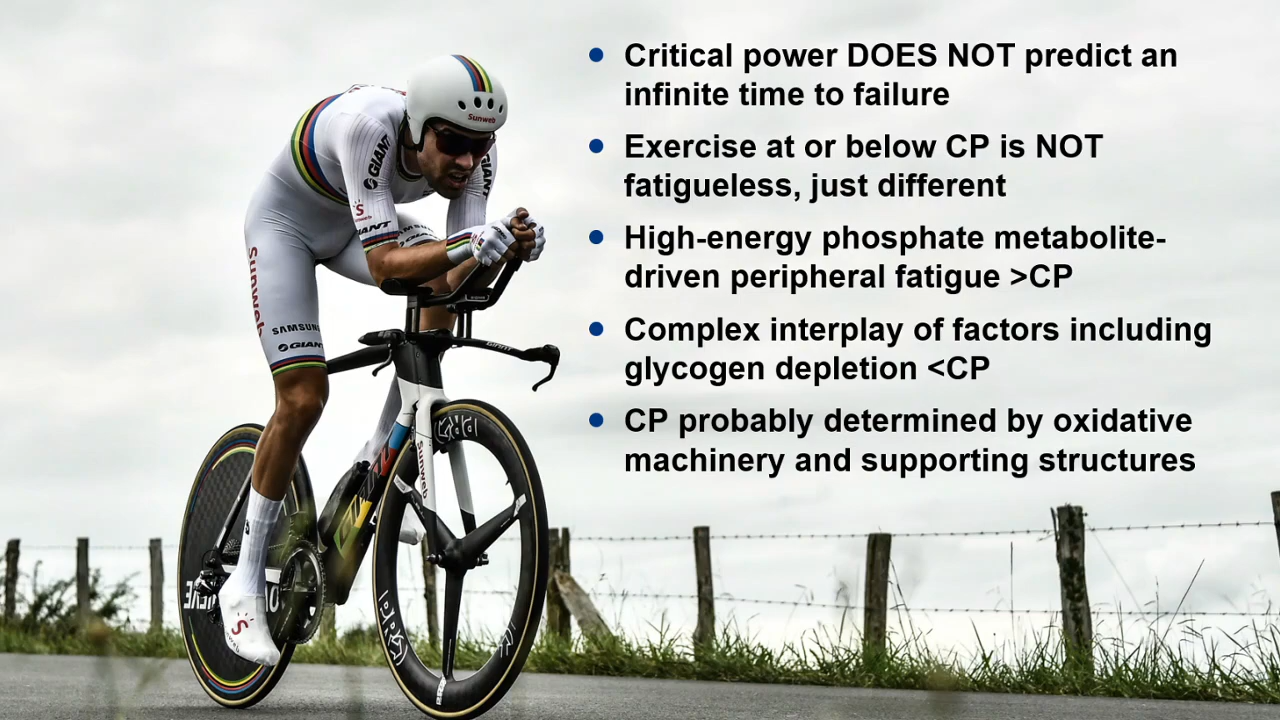 Critical power DOES NOT predict an
infinite time to failure
Exercise at or below CP is NOT
fatigueless, just different
High-energy phosphate metabolite-
driven peripheral fatigue >CP
Complex interplay of factors including
glycogen depletion <CP
CP probably determined by oxidative
machinery and supporting structures
Sunweb
GIANT
GIANT
Sunweb
SAMSUNG
GIANT
Sunweb